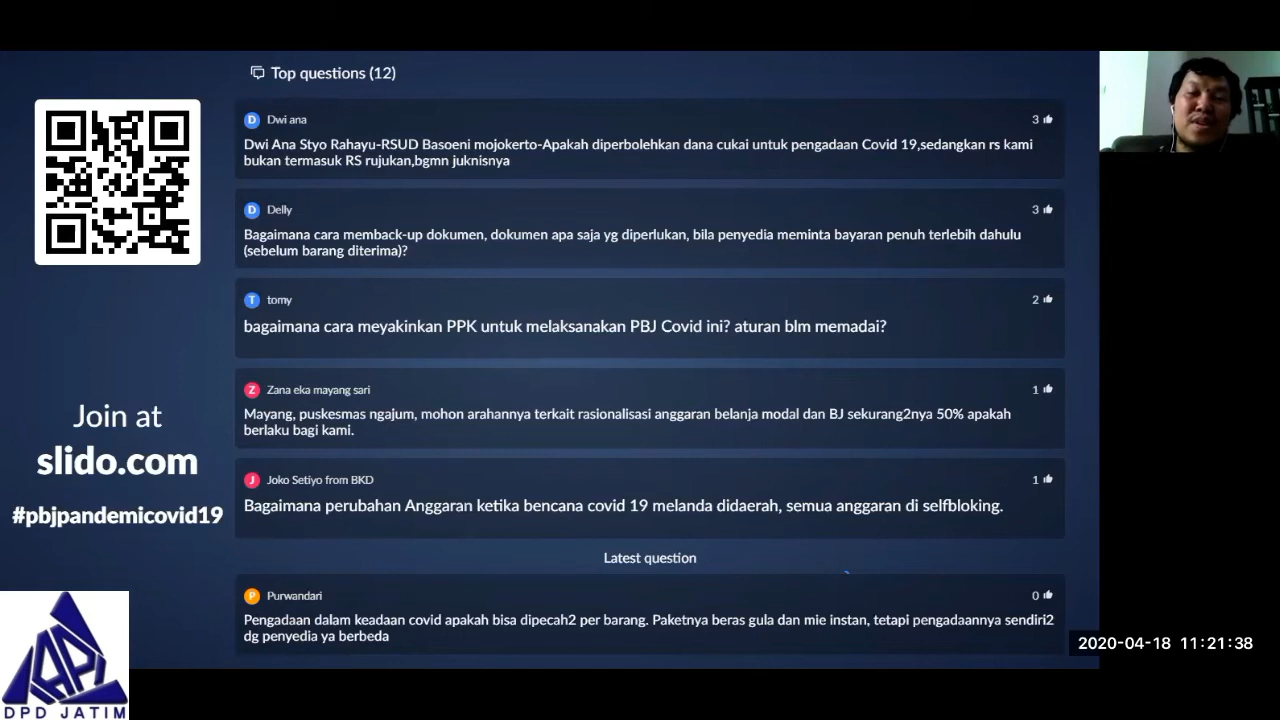 Top questions (12)
D Dwi ana 3
Dwi Ana Styo Rahayu-RSUD Basoeni mojokerto-Apakah diperbolehkan dana cukai untuk pengadaan Covid 19,sedangkan rs kami
bukan termasuk RS rujukan,bgmn juknisnya
D Delly 3
Bagaimana cara memback-up dokumen, dokumen apa saja yg diperlukan, bila penyedia meminta bayaran penuh terlebih dahulu
(sebelum barang diterima)?
T tomy 2
bagaimana cara meyakinkan PPK untuk melaksanakan PBJ Covid ini? aturan blm memadai?
Z Zana eka mayang sari 1
Mayang, puskesmas ngajum, mohon arahannya terkait rasionalisasi anggaran belanja modal dan BJ sekurang2nya 50% apakah
berlaku bagi kami.
J Joko Setiyo from BKD 1
Bagaimana perubahan Anggaran ketika bencana covid 19 melanda didaerah, semua anggaran di selfbloking.
Latest question
P Purwandari 0
Pengadaan dalam keadaan covid apakah bisa dipecah2 per barang. Paketnya beras gula dan mie instan, tetapi pengadaannya sendiri2
dg penyedia ya berbeda
Join at
slido.com
#pbjpandemicovid19
IAPI
DPD JATIM
2020-04-18 11:21:38